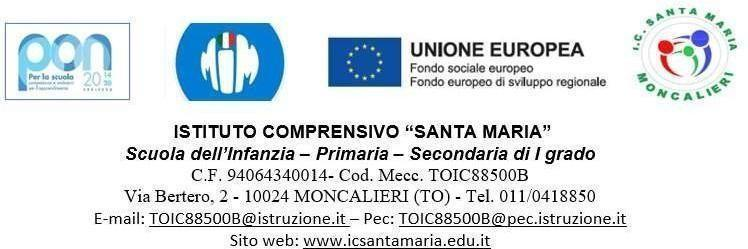 pon
Per la scuola
2014
20
UNIONE EUROPEA
Fondo sociale europeo
Fondo europeo di sviluppo regionale
I.C. SANTA MARIA
MONCALIERI
ISTITUTO COMPRENSIVO “SANTA MARIA”
Scuola dell’Infanzia – Primaria – Secondaria di I grado
C.F. 94064340014- Cod. Mecc. TOIC88500B
Via Bertero, 2 - 10024 MONCALIERI (TO) - Tel. 011/0418850
E-mail: TOIC88500B@istruzione.it – Pec: TOIC88500B@pec.istruzione.it
Sito web: www.icsantamaria.edu.it